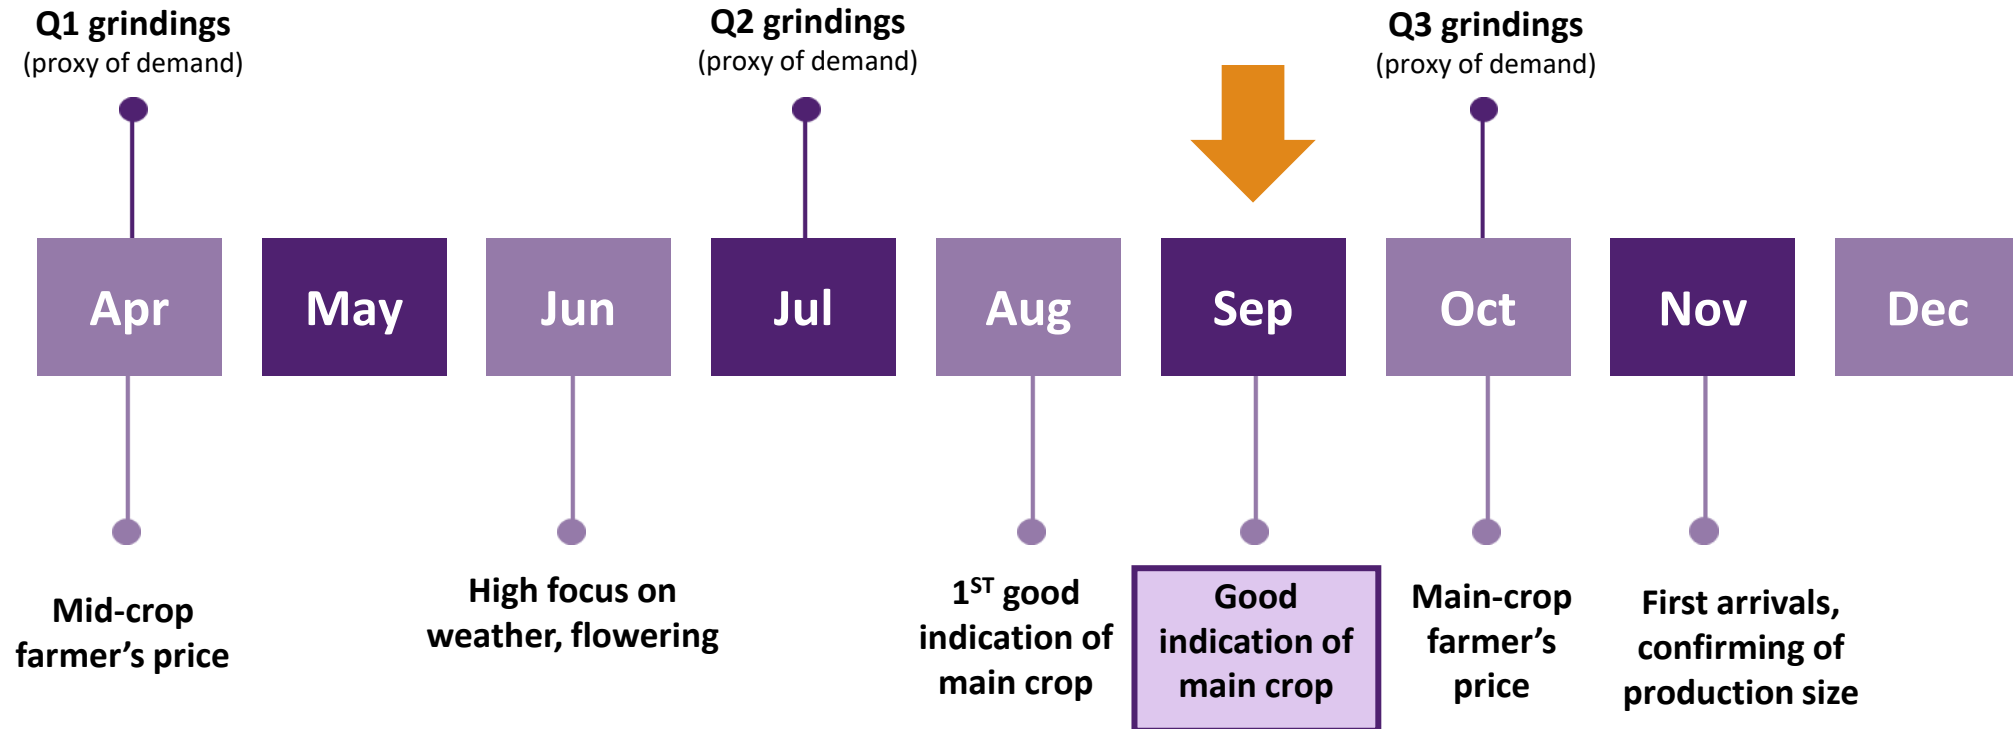 Q1 grindings
(proxy of demand)
Q2 grindings
(proxy of demand)
Q3 grindings
(proxy of demand)
Apr
May
Jun
Jul
Aug
Sep
Oct
Nov
Dec
Mid-crop
farmer’s price
High focus on
weather, flowering
1ST good
indication of
main crop
Good
indication of
main crop
Main-crop
farmer’s
price
First arrivals,
confirming of
production size